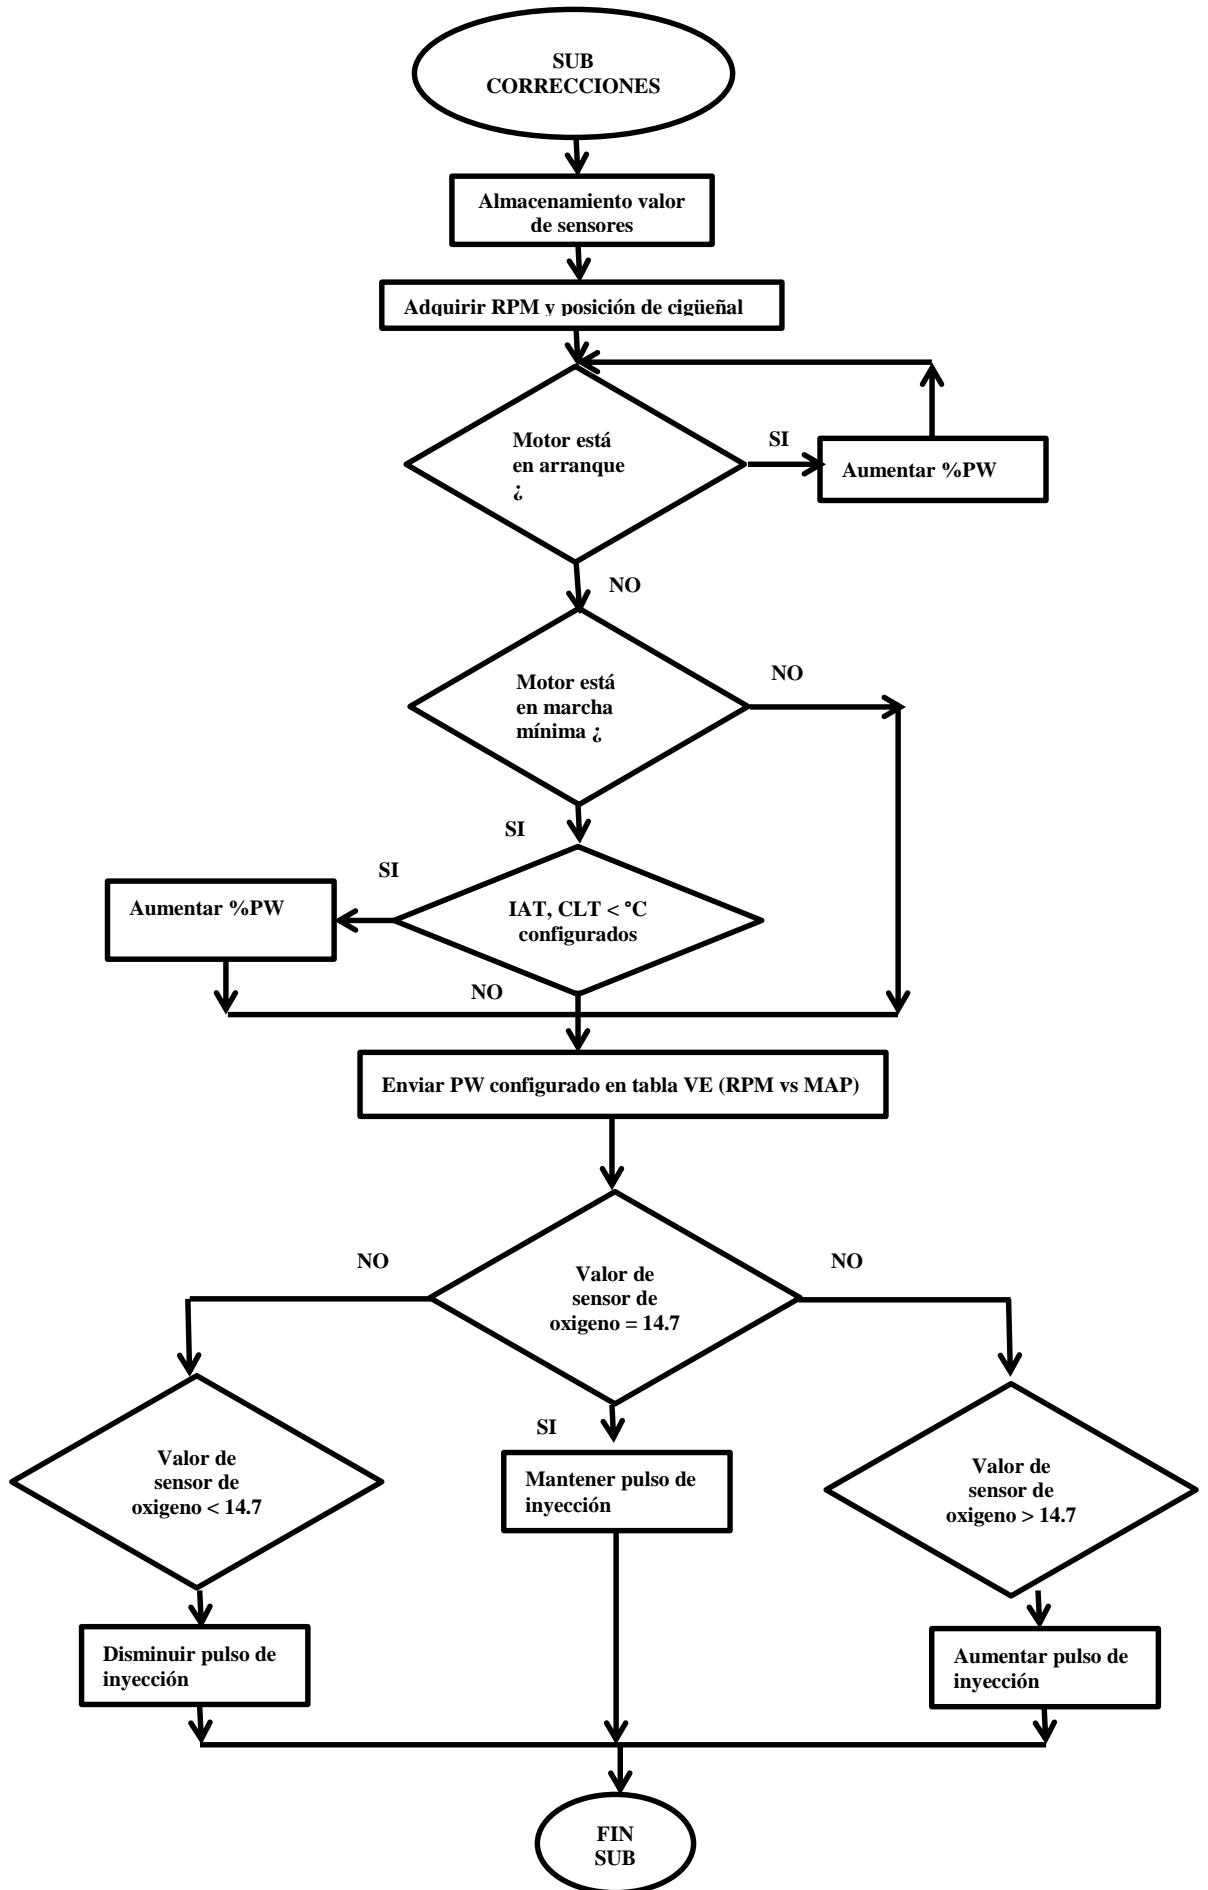 SUB
CORRECCIONES
Almacenamiento valor
de sensores
Adquirir RPM y posición de cigüeñal
Motor está
en arranque
¿
SI
Aumentar %PW
NO
Motor está
en marcha
mínima ¿
NO
SI
SI
Aumentar %PW
IAT, CLT < °C
configurados
NO
Enviar PW configurado en tabla VE (RPM vs MAP)
NO
Valor de
sensor de
oxigeno = 14.7
NO
SI
Valor de
sensor de
oxigeno < 14.7
Mantener pulso de
inyección
Valor de
sensor de
oxigeno > 14.7
Disminuir pulso de
inyección
Aumentar pulso de
inyección
FIN
SUB